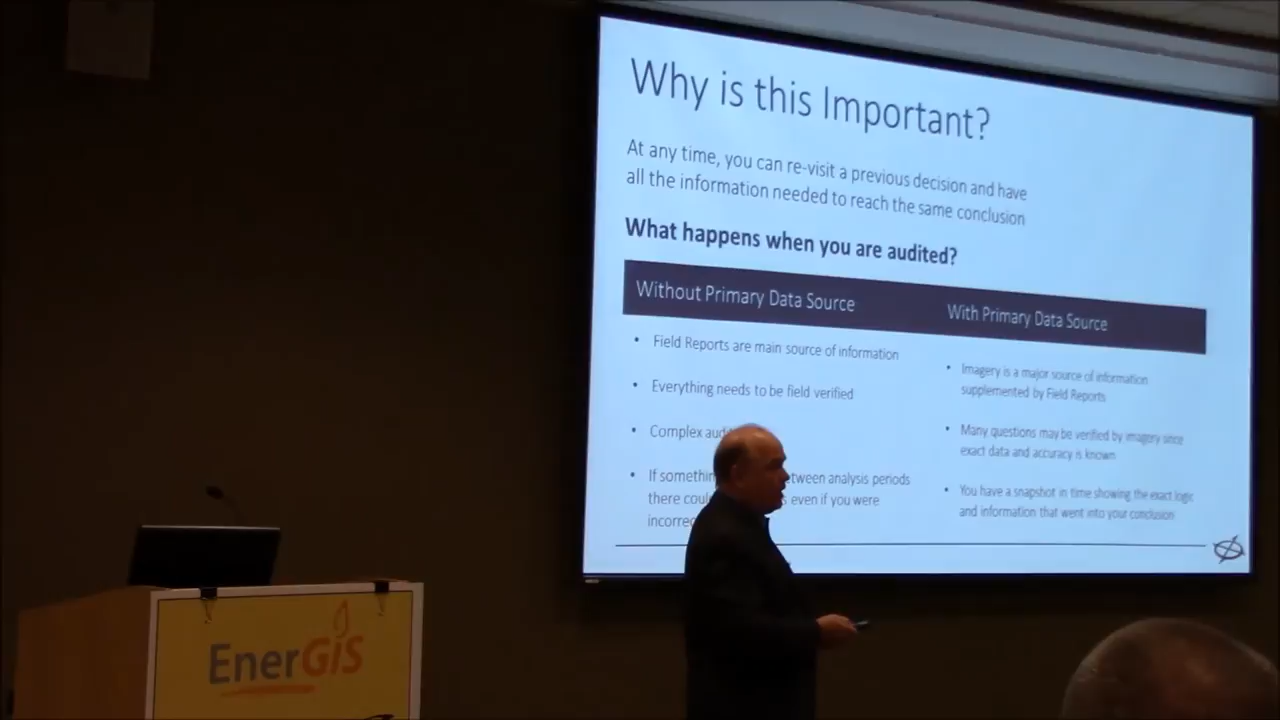 Why is this Important?
At any time, you can re-visit a previous decision and have
all the information needed to reach the same conclusion
What happens when you are audited?
Without Primary Data Source
With Primary Data Source
• Field Reports are main source of information
• Everything needs to be field verified
• Complex
• If between analysis periods
there even if you were
• Imagery is a major source of information
supplemented by Field Reports
• Many questions may be verified by imagery since
exact data and accuracy is known
• You have a snapshot in time showing the exact logic
and information that went into your conclusion
EnerGIS